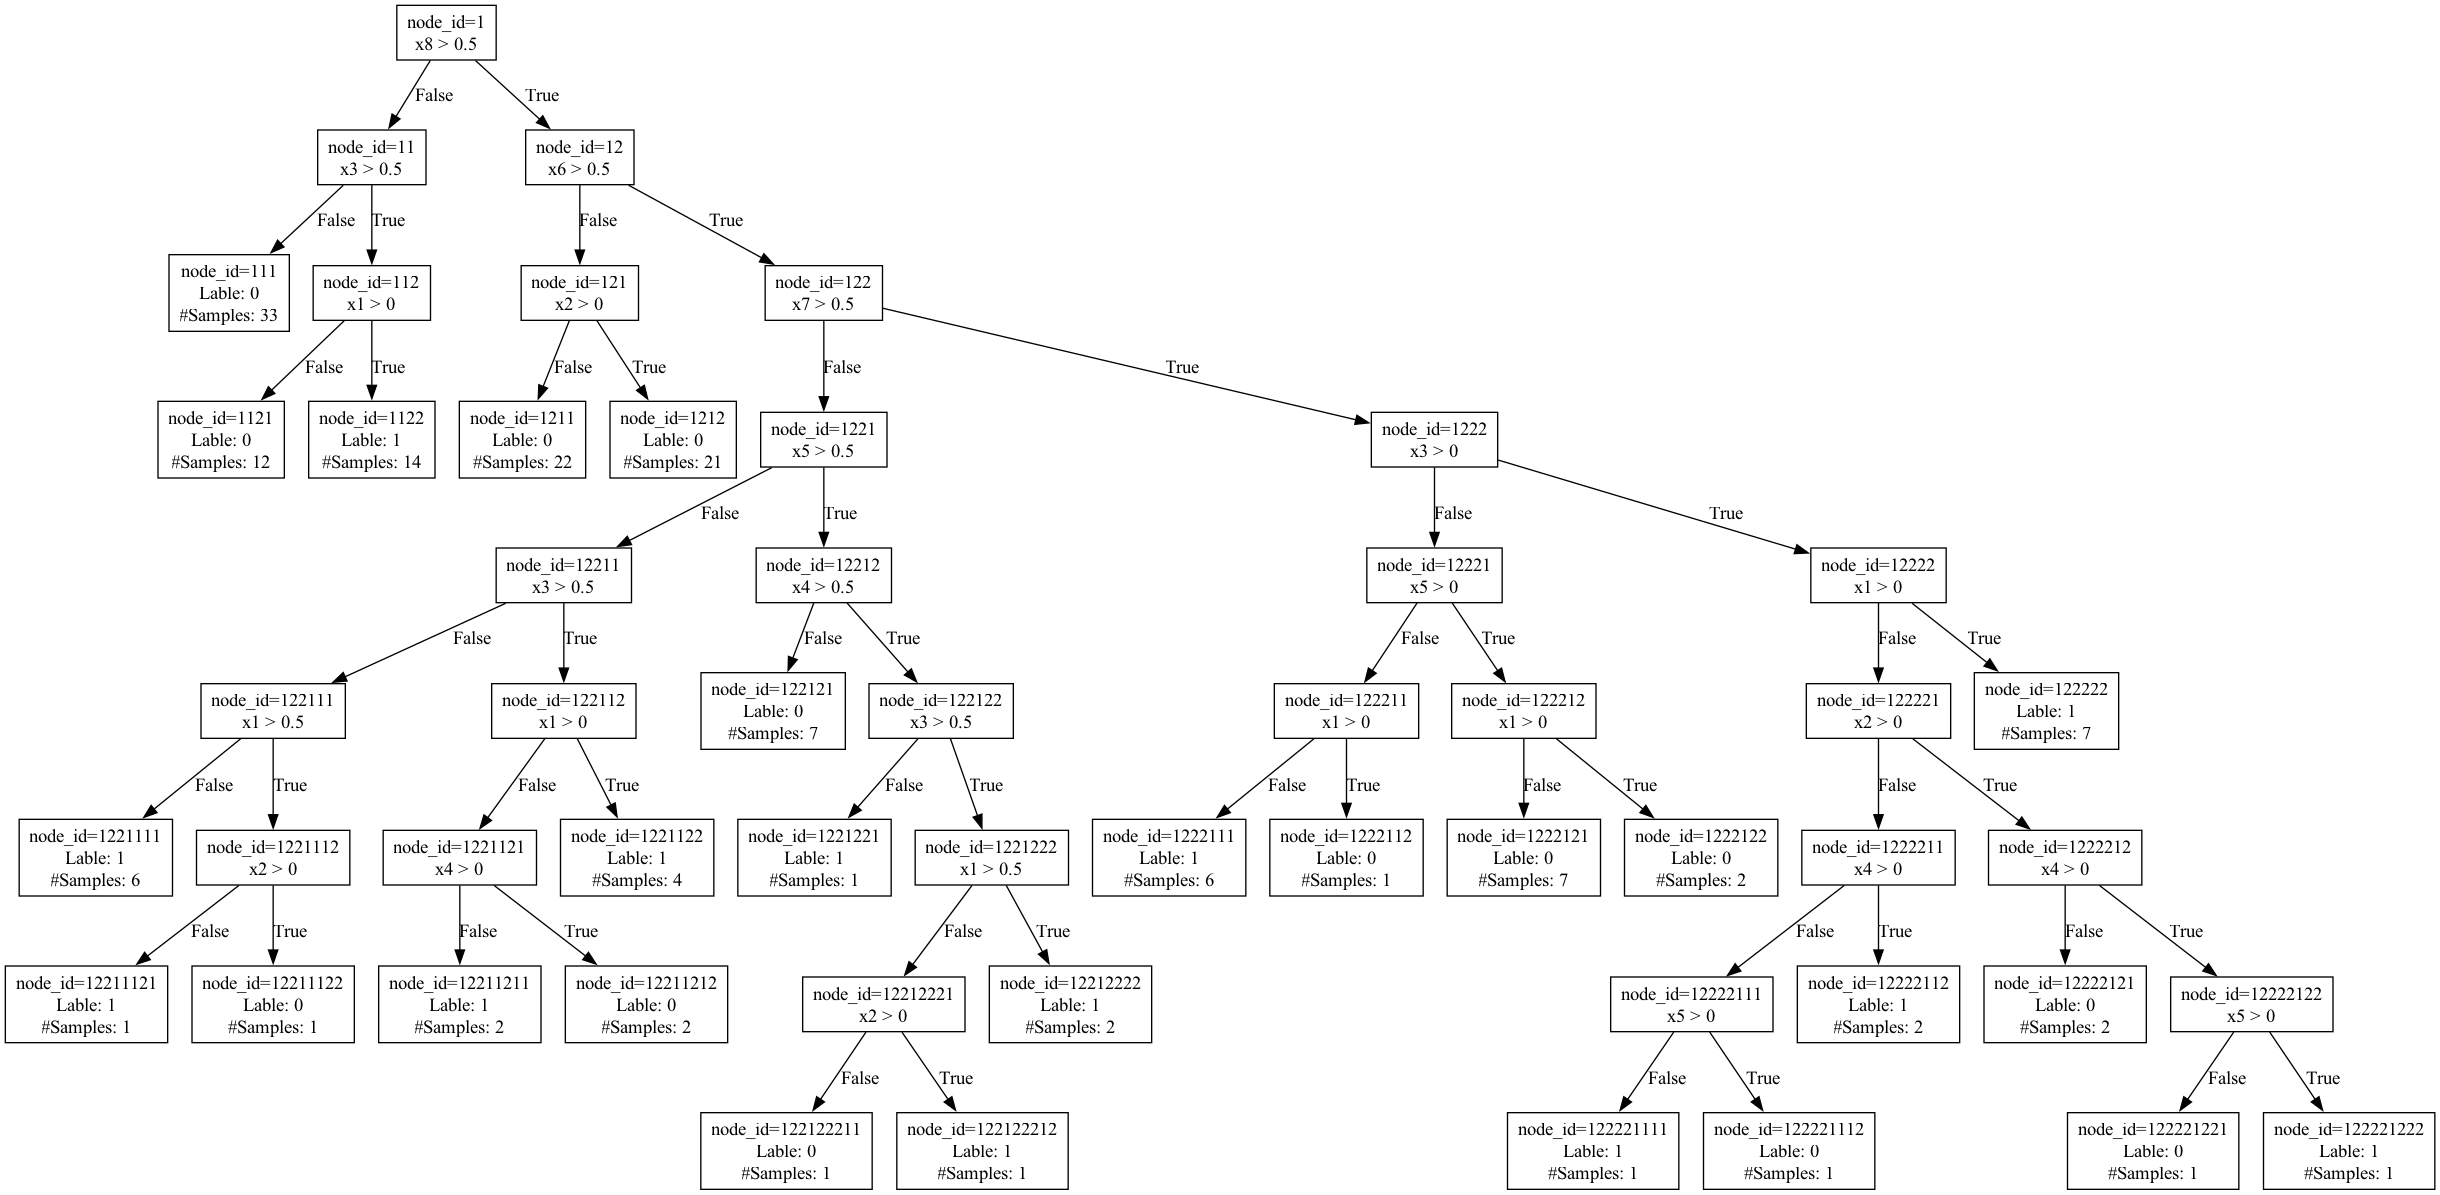 node_id=1
x8 > 0.5
False
True
node_id=11
x3 > 0.5
node_id=12
x6 > 0.5
False
True
False
True
node_id=111
Lable: 0
#Samples: 33
node_id=112
x1 > 0
node_id=121
x2 > 0
node_id=122
x7 > 0.5
False
True
False
True
False
True
node_id=1121
Lable: 0
#Samples: 12
node_id=1122
Lable: 1
#Samples: 14
node_id=1211
Lable: 0
#Samples: 22
node_id=1212
Lable: 0
#Samples: 21
node_id=1221
x5 > 0.5
node_id=1222
x3 > 0
False
True
False
True
node_id=12211
x3 > 0.5
node_id=12212
x4 > 0.5
node_id=12221
x5 > 0
node_id=12222
x1 > 0
False
True
False
True
False
True
False
True
node_id=122111
x1 > 0.5
node_id=122112
x1 > 0
node_id=122121
Lable: 0
#Samples: 7
node_id=122122
x3 > 0.5
node_id=122211
x1 > 0
node_id=122212
x1 > 0
node_id=122221
x2 > 0
node_id=122222
Lable: 1
#Samples: 7
False
True
False
True
False
True
False
True
False
True
False
True
node_id=1221111
Lable: 1
#Samples: 6
node_id=1221112
x2 > 0
node_id=1221121
x4 > 0
node_id=1221122
Lable: 1
#Samples: 4
node_id=1221221
Lable: 1
#Samples: 1
node_id=1221222
x1 > 0.5
node_id=1222111
Lable: 1
#Samples: 6
node_id=1222112
Lable: 0
#Samples: 1
node_id=1222121
Lable: 0
#Samples: 7
node_id=1222122
Lable: 0
#Samples: 2
node_id=1222211
x4 > 0
node_id=1222212
x4 > 0
False
True
False
True
False
True
False
True
False
True
node_id=12211121
Lable: 1
#Samples: 1
node_id=12211122
Lable: 0
#Samples: 1
node_id=12211211
Lable: 1
#Samples: 2
node_id=12211212
Lable: 0
#Samples: 2
node_id=12212221
x2 > 0
node_id=12212222
Lable: 1
#Samples: 2
node_id=12222111
x5 > 0
node_id=12222112
Lable: 1
#Samples: 2
node_id=12222121
Lable: 0
#Samples: 2
node_id=12222122
x5 > 0
False
True
False
True
False
True
node_id=122122211
Lable: 0
#Samples: 1
node_id=122122212
Lable: 1
#Samples: 1
node_id=122221111
Lable: 1
#Samples: 1
node_id=122221112
Lable: 0
#Samples: 1
node_id=122221221
Lable: 0
#Samples: 1
node_id=122221222
Lable: 1
#Samples: 1